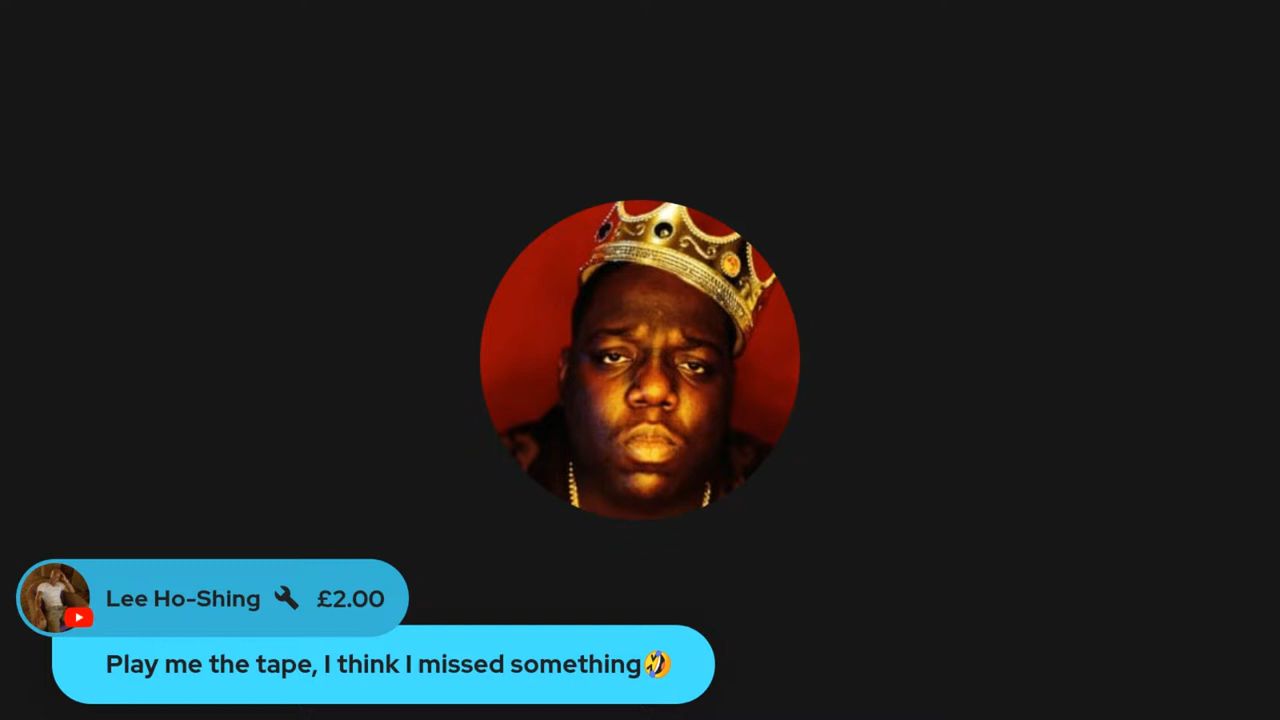 Lee Ho-Shing £2.00
Play me the tape, I think I missed something🤣